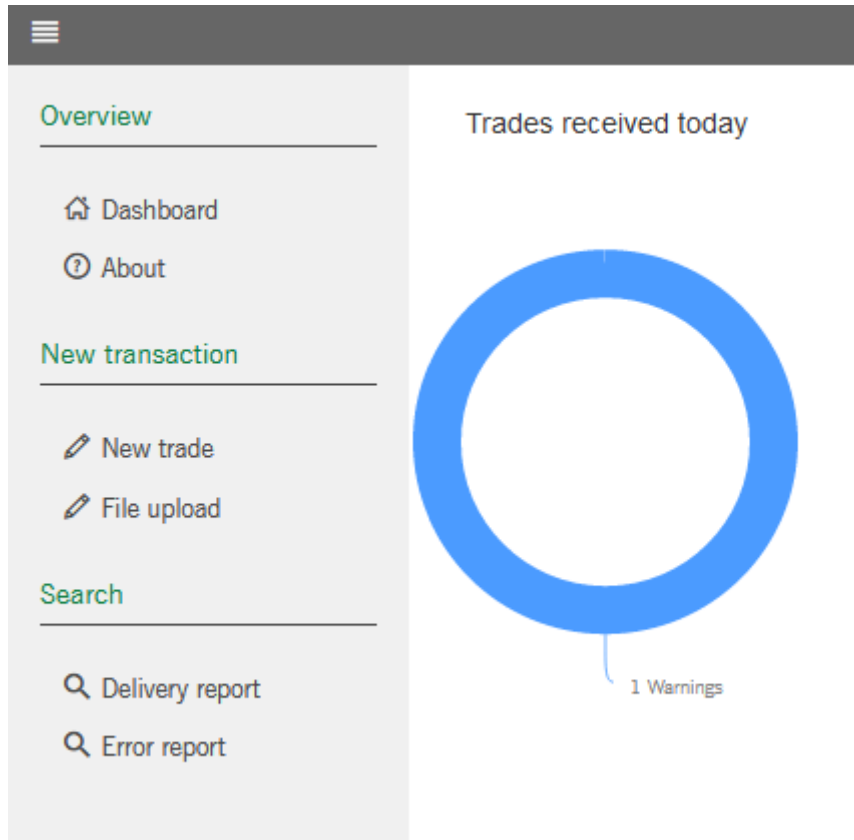 Overview
Dashboard
About
New transaction
New trade
File upload
Search
Delivery report
Error report
Trades received today
1 Warnings